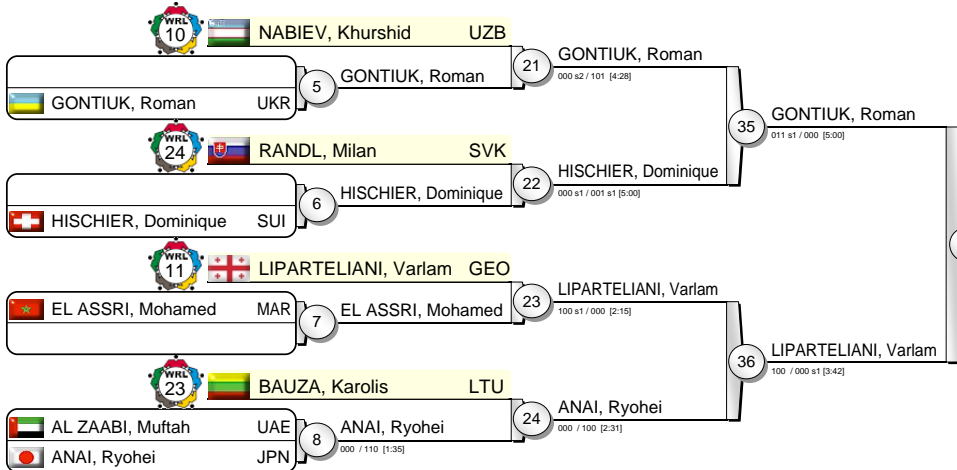 WRL
10
NABIEV, Khurshid UZB
GONTIUK, Roman UKR
5
GONTIUK, Roman
21
GONTIUK, Roman
000 s2 / 101 [4:28]
WRL
24
RANDL, Milan SVK
HISCHIER, Dominique SUI
6
HISCHIER, Dominique
22
HISCHIER, Dominique
000 s1 / 001 s1 [5:00]
35
GONTIUK, Roman
011 s1 / 000 [5:00]
WRL
11
LIPARTELIANI, Varlam GEO
EL ASSRI, Mohamed MAR
7
EL ASSRI, Mohamed
23
LIPARTELIANI, Varlam
100 s1 / 000 [2:15]
WRL
23
BAUZA, Karolis LTU
AL ZAABI, Muftah UAE
ANAI, Ryohei JPN
8
ANAI, Ryohei
000 / 110 [1:35]
24
ANAI, Ryohei
000 / 100 [2:31]
36
LIPARTELIANI, Varlam
100 / 000 s1 [3:42]